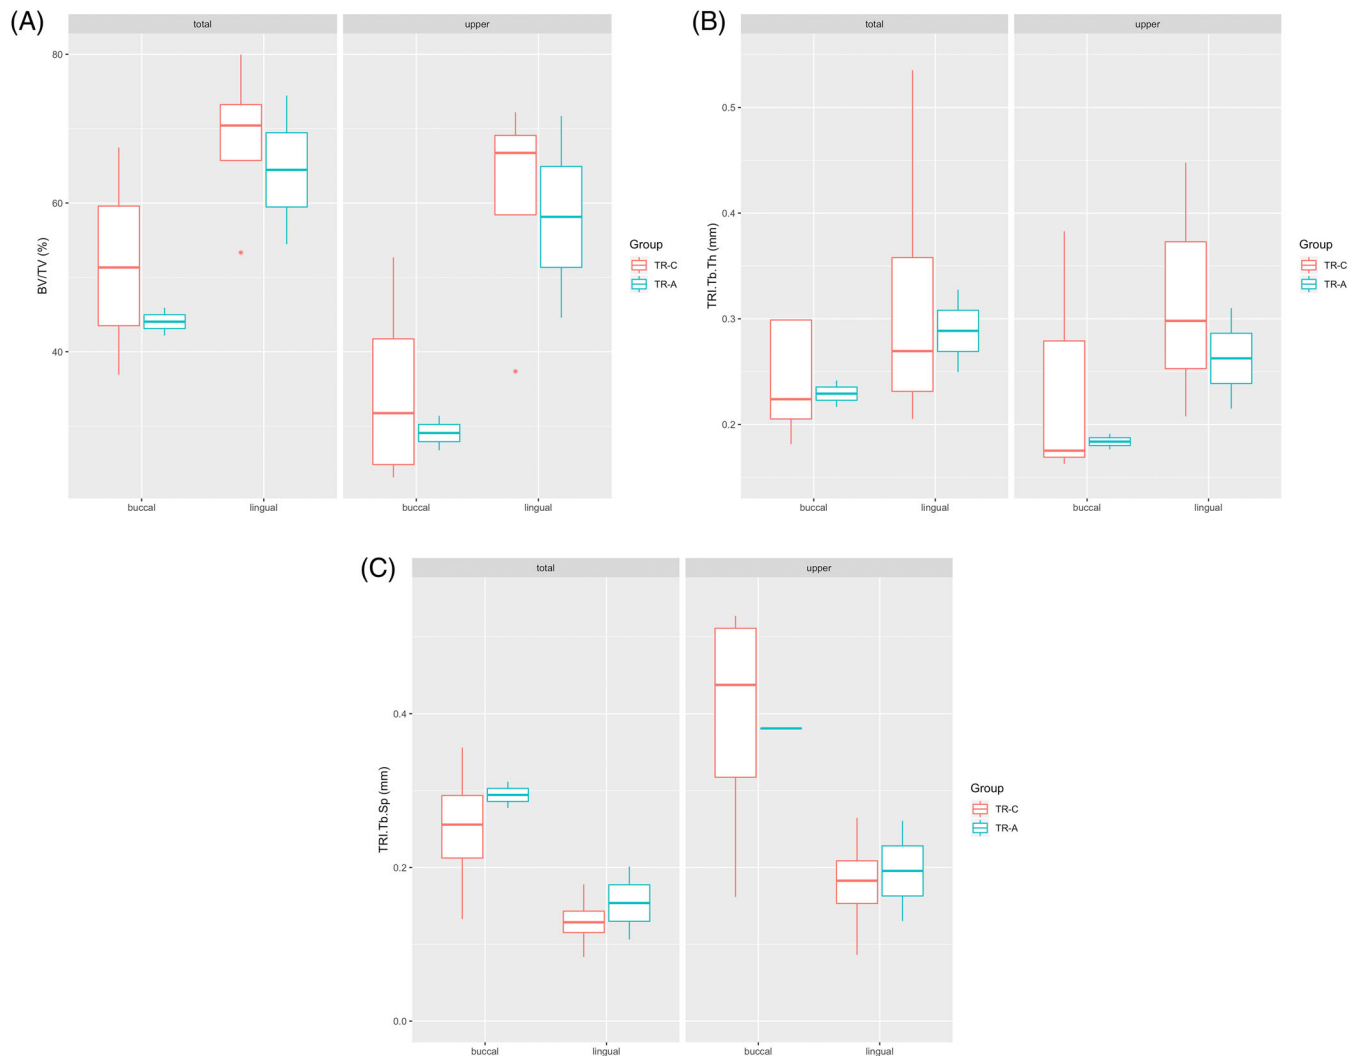 (A)
total
upper
80
60
40
BV/TV (%)
buccal
lingual
buccal
lingual
Group
TR-C
TR-A
(B)
total
upper
0.5
0.4
0.3
0.2
TRI.Tb.Th (mm)
buccal
lingual
buccal
lingual
Group
TR-C
TR-A
(C)
total
upper
0.4
0.2
0.0
TRI.Tb.Sp (mm)
buccal
lingual
buccal
lingual
Group
TR-C
TR-A